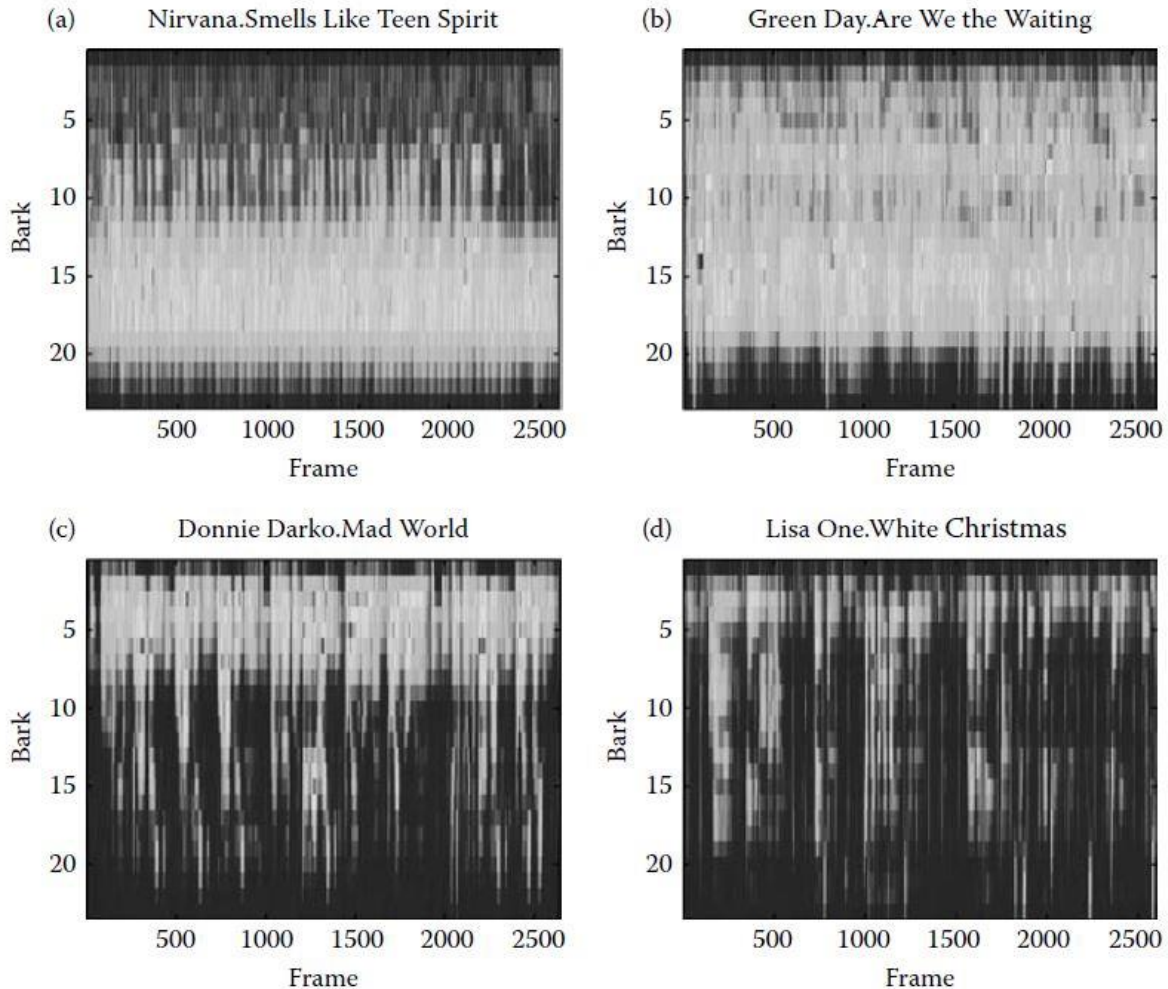 (a) Nirvana.Smells Like Teen Spirit
5
10
15
20
Bark
500 1000 1500 2000 2500
Frame
(b) Green Day.Are We the Waiting
5
10
15
20
Bark
500 1000 1500 2000 2500
Frame
(c) Donnie Darko.Mad World
5
10
15
20
Bark
500 1000 1500 2000 2500
Frame
(d) Lisa One.White Christmas
5
10
15
20
Bark
500 1000 1500 2000 2500
Frame